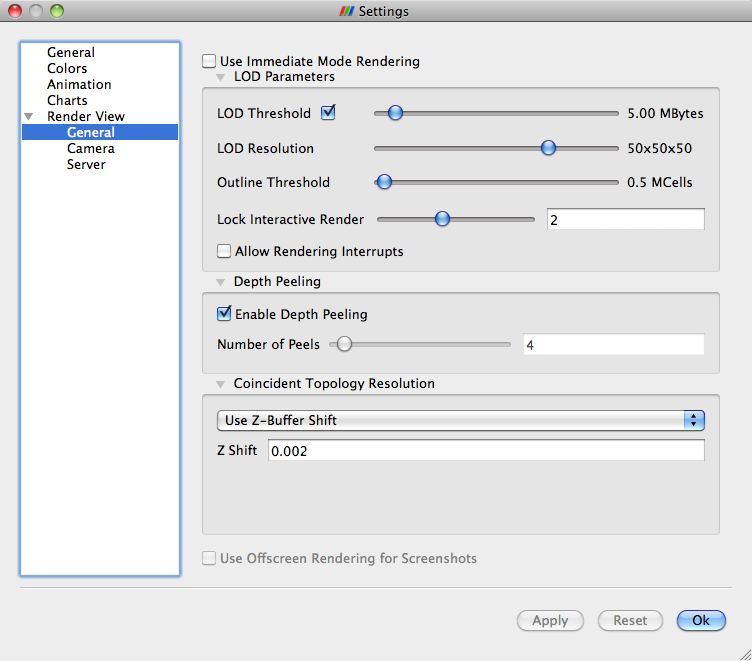 Settings
General
Colors
Animation
Charts
Render View
General
Camera
Server
Use Immediate Mode Rendering
LOD Parameters
LOD Threshold 5.00 MBytes
LOD Resolution 50x50x50
Outline Threshold 0.5 MCells
Lock Interactive Render 2
Allow Rendering Interrupts
Depth Peeling
Enable Depth Peeling
Number of Peels 4
Coincident Topology Resolution
Use Z-Buffer Shift
Z Shift 0.002
Use Offscreen Rendering for Screenshots
Apply Reset Ok